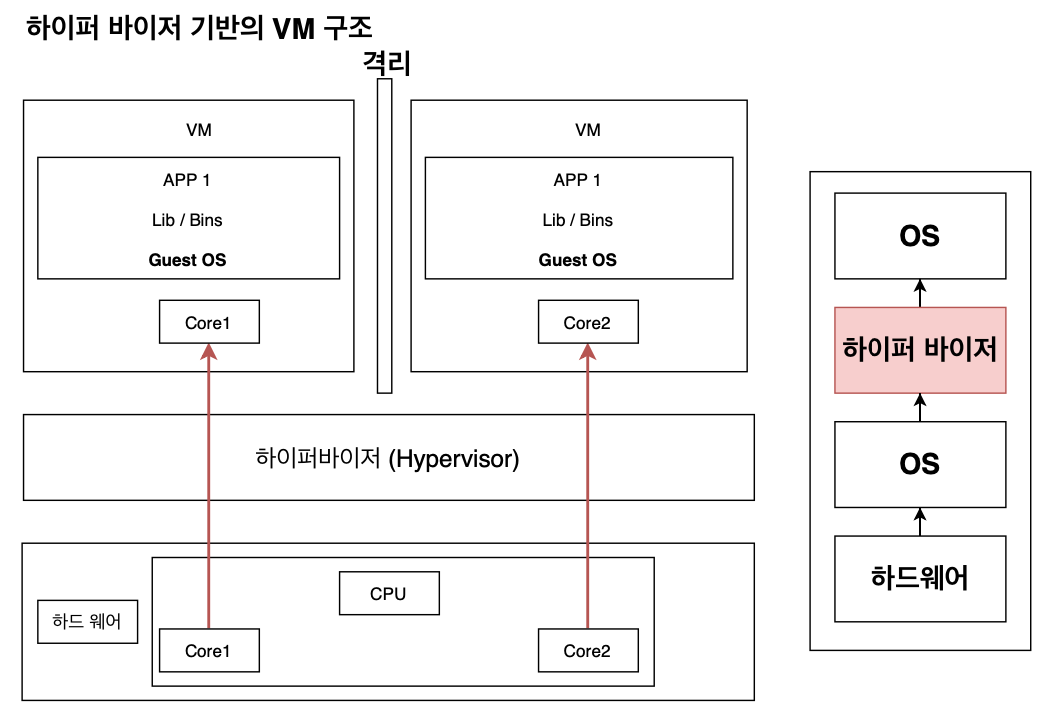 하이퍼 바이저 기반의 VM 구조
격리
VM
APP 1
Lib / Bins
Guest OS
Core1
VM
APP 1
Lib / Bins
Guest OS
Core2
하이퍼바이저 (Hypervisor)
하드 웨어
CPU
Core1
Core2
OS
하이퍼 바이저
OS
하드웨어